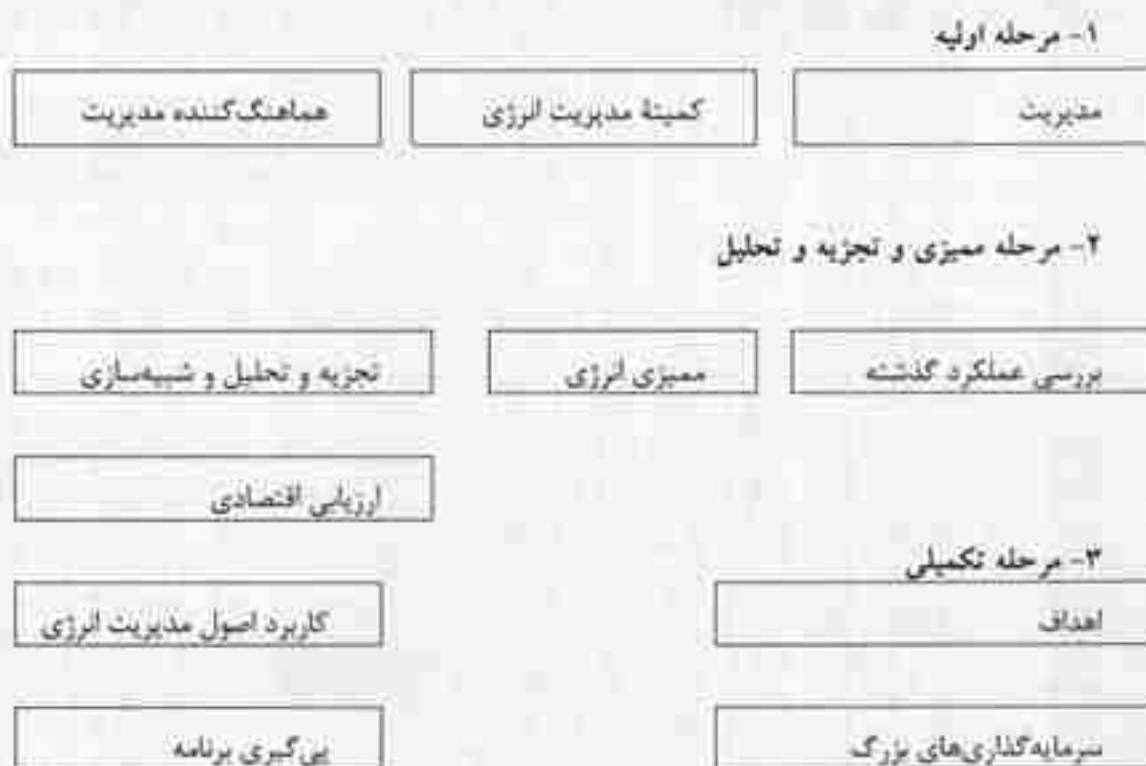 ۱- مرحله اولیه
مدیریت
کمیتهٔ مدیریت انرژی
هماهنگ‌کننده مدیریت
۲- مرحله ممیزی و تجزیه و تحلیل
بررسی عملکرد گذشته
ممیزی انرژی
تجزیه و تحلیل و شبیه‌سازی
ارزیابی اقتصادی
۳- مرحله تکمیلی
اهداف
کاربرد اصول مدیریت انرژی
سرمایه‌گذاری‌های بزرگ
پی‌گیری برنامه